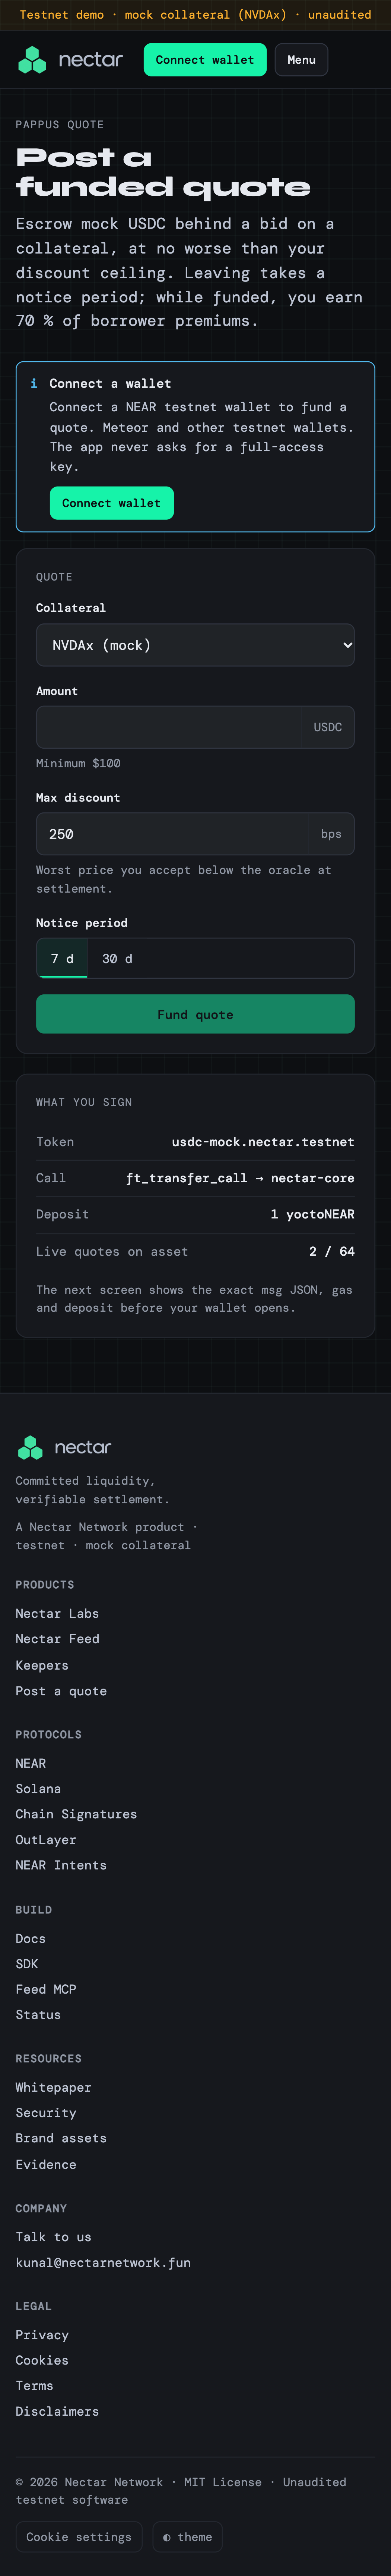 Testnet demo · mock collateral (NVDAx) · unaudited
nectar
Connect wallet
Menu
PAPPUS QUOTE
Post a
funded quote
Escrow mock USDC behind a bid on a
collateral, at no worse than your
discount ceiling. Leaving takes a
notice period; while funded, you earn
70 % of borrower premiums.
i Connect a wallet
Connect a NEAR testnet wallet to fund a
quote. Meteor and other testnet wallets.
The app never asks for a full-access
key.
Connect wallet
QUOTE
Collateral
NVDAx (mock)
Amount
USDC
Minimum $100
Max discount
250 bps
Worst price you accept below the oracle at
settlement.
Notice period
7 d 30 d
Fund quote
WHAT YOU SIGN
Token usdc-mock.nectar.testnet
Call ft_transfer_call → nectar-core
Deposit 1 yoctoNEAR
Live quotes on asset 2 / 64
The next screen shows the exact msg JSON, gas
and deposit before your wallet opens.
nectar
Committed liquidity,
verifiable settlement.
A Nectar Network product ·
testnet · mock collateral
PRODUCTS
Nectar Labs
Nectar Feed
Keepers
Post a quote
PROTOCOLS
NEAR
Solana
Chain Signatures
OutLayer
NEAR Intents
BUILD
Docs
SDK
Feed MCP
Status
RESOURCES
Whitepaper
Security
Brand assets
Evidence
COMPANY
Talk to us
kunal@nectarnetwork.fun
LEGAL
Privacy
Cookies
Terms
Disclaimers
© 2026 Nectar Network · MIT License · Unaudited
testnet software
Cookie settings
◐ theme